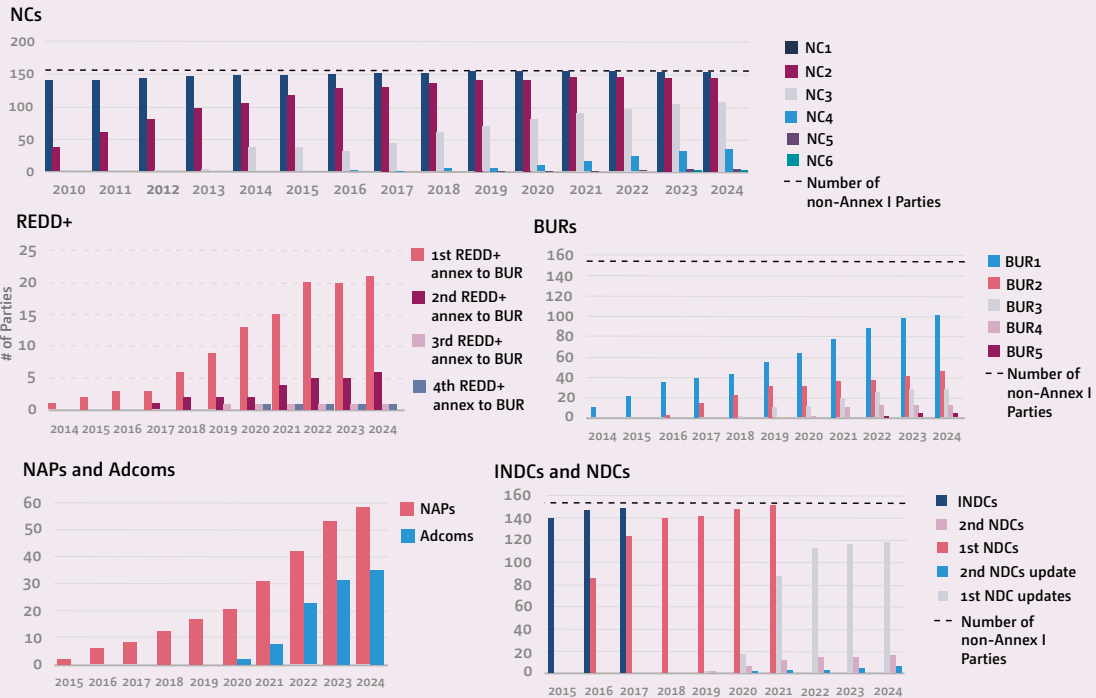 NCs
200
150
100
50
0
2010 2011 2012 2013 2014 2015 2016 2017 2018 2019 2020 2021 2022 2023 2024
NC1
NC2
NC3
NC4
NC5
NC6
Number of
non-Annex I Parties
REDD+
# of Parties
25
20
15
10
5
0
2014 2015 2016 2017 2018 2019 2020 2021 2022 2023 2024
1st REDD+
annex to BUR
2nd REDD+
annex to BUR
3rd REDD+
annex to BUR
4th REDD+
annex to BUR
BURs
160
140
120
100
80
60
40
20
0
2014 2015 2016 2017 2018 2019 2020 2021 2022 2023 2024
BUR1
BUR2
BUR3
BUR4
BUR5
Number of
non-Annex I
Parties
NAPs and Adcoms
60
50
40
30
20
10
0
2015 2016 2017 2018 2019 2020 2021 2022 2023 2024
NAPs
Adcoms
INDCs and NDCs
160
140
120
100
80
60
40
20
0
2015 2016 2017 2018 2019 2020 2021 2022 2023 2024
INDCs
2nd NDCs
1st NDCs
2nd NDCs update
1st NDC updates
Number of
non-Annex I
Parties